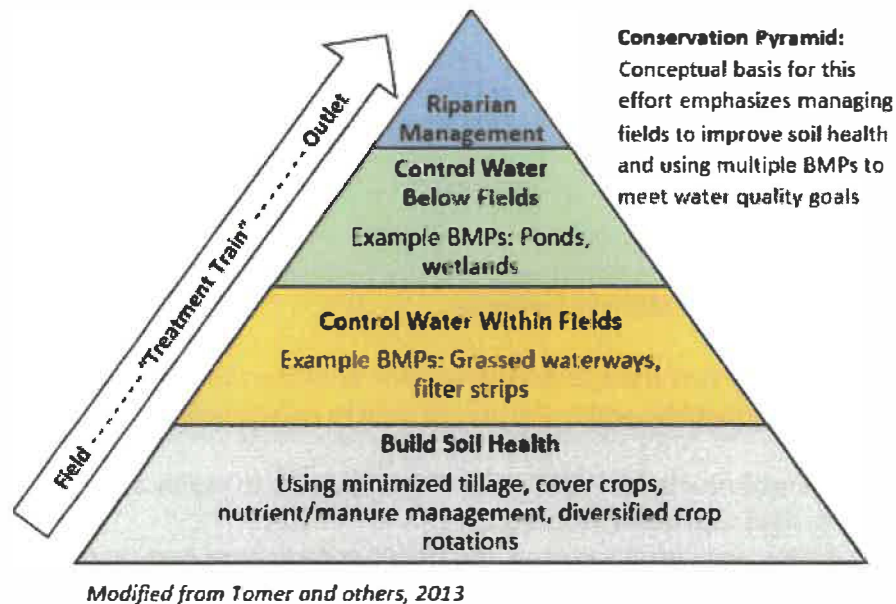 Conservation Pyramid:
Conceptual basis for this
effort emphasizes managing
fields to improve soil health
and using multiple BMPs to
meet water quality goals
Riparian
Management
Control Water
Below Fields
Example BMPs: Ponds,
wetlands
Control Water Within Fields
Example BMPs: Grassed waterways,
filter strips
Build Soil Health
Using minimized tillage, cover crops,
nutrient/manure management, diversified crop
rotations
Field ------ "Treatment Train" ------- Outlet
Modified from Tomer and others, 2013